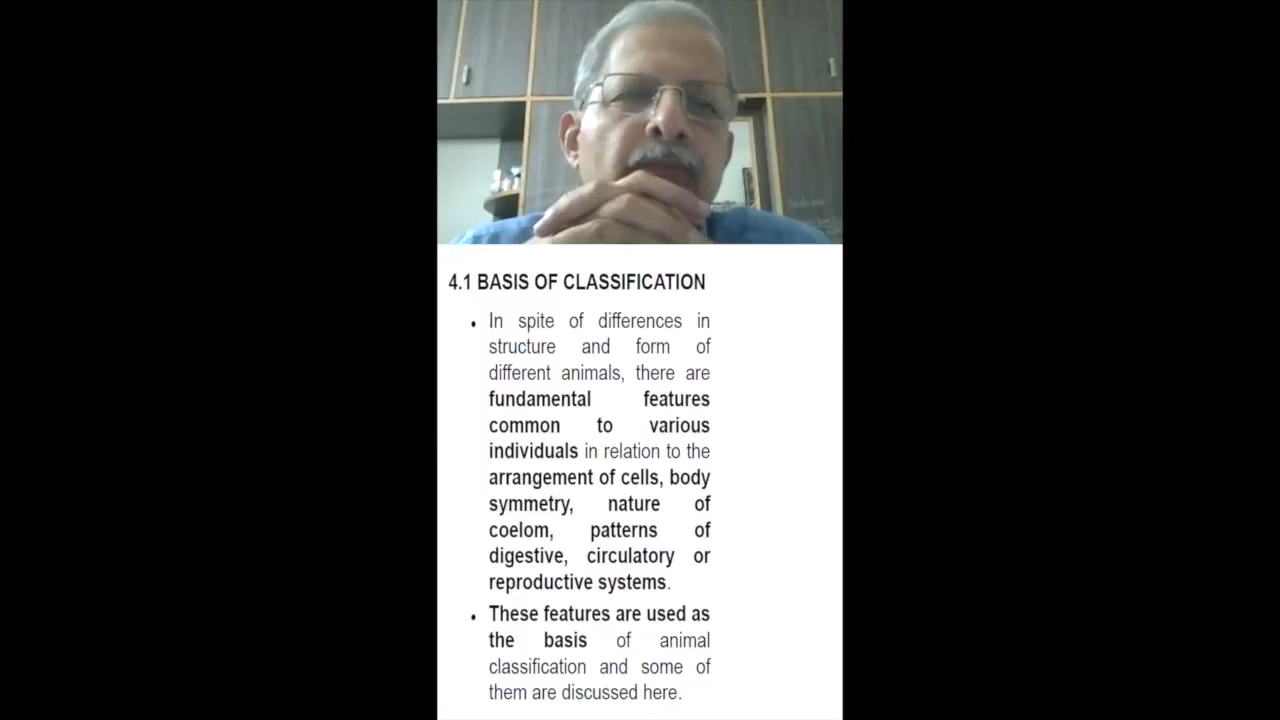 4.1 BASIS OF CLASSIFICATION
• In spite of differences in
structure and form of
different animals, there are
fundamental features
common to various
individuals in relation to the
arrangement of cells, body
symmetry, nature of
coelom, patterns of
digestive, circulatory or
reproductive systems.
• These features are used as
the basis of animal
classification and some of
them are discussed here.